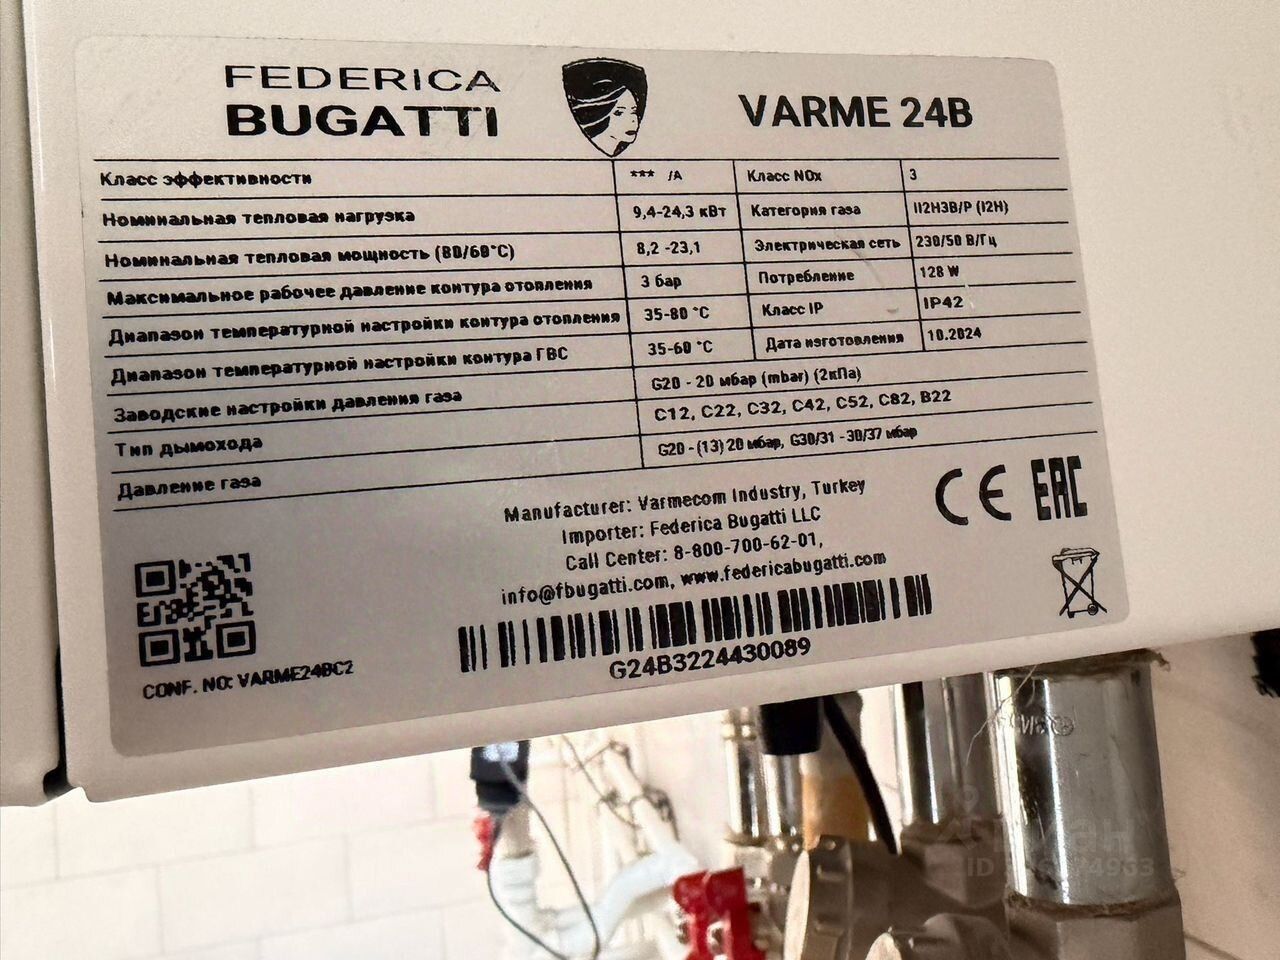 FEDERICA
BUGATTI
VARME 24B
Класс эффективности *** /A Класс NOx 3
Номинальная тепловая нагрузка 9,4-24,3 кВт Категория газа II2H3B/P (I2H)
Номинальная тепловая мощность (80/60°C) 8,2 -23,1 Электрическая сеть 230/50 В/Гц
Максимальное рабочее давление контура отопления 3 бар Потребление 128 W
Диапазон температурной настройки контура отопления 35-80 °C Класс IP IP42
Диапазон температурной настройки контура ГВС 35-60 °C Дата изготовления 10.2024
Заводские настройки давления газа G20 - 20 мбар (mbar) (2кПа)
Тип дымохода C12, C22, C32, C42, C52, C82, B22
Давление газа G20 - (13) 20 мбар, G30/31 - 30/37 мбар
Manufacturer: Varmecom Industry, Turkey
Importer: Federica Bugatti LLC
Call Center: 8-800-700-62-01,
info@fbugatti.com, www.federicabugatti.com
CE EAC
G24B3224430089
CONF. NO: VARME24BC2